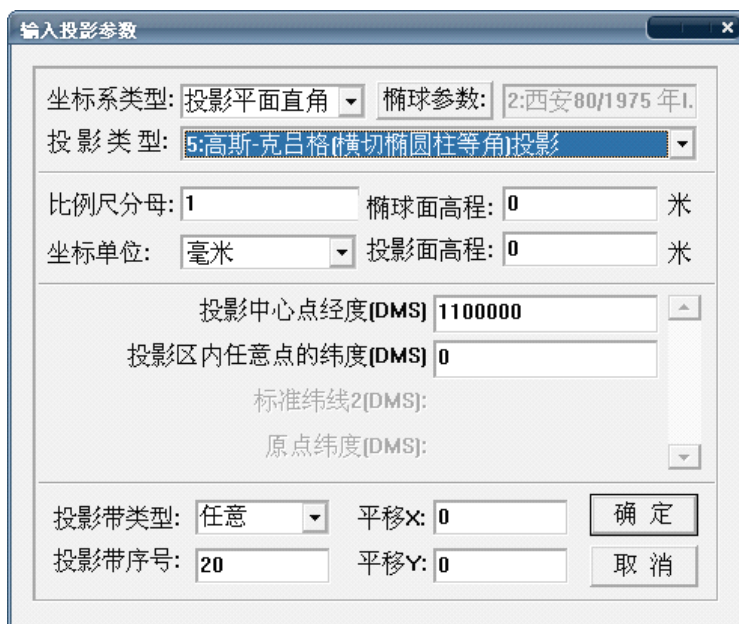 输入投影参数
坐标系类型: 投影平面直角 椭球参数: 2:西安80/1975 年I.
投影类型: 5:高斯-克吕格(横切椭圆柱等角)投影
比例尺分母: 1 椭球面高程: 0 米
坐标单位: 毫米 投影面高程: 0 米
投影中心点经度(DMS) 1100000
投影区内任意点的纬度(DMS) 0
标准纬线2(DMS):
原点纬度(DMS):
投影带类型: 任意 平移X: 0 确定
投影带序号: 20 平移Y: 0 取消